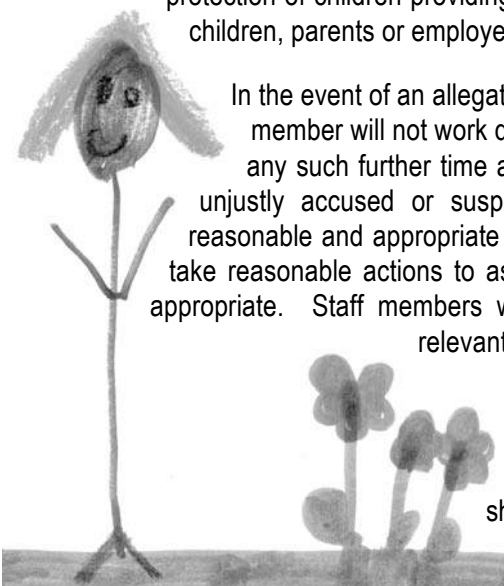 protection of children providing
children, parents or employe
In the event of an allegat
member will not work o
any such further time a
unjustly accused or susp
reasonable and appropriate
take reasonable actions to as
appropriate. Staff members w
relevant
sh